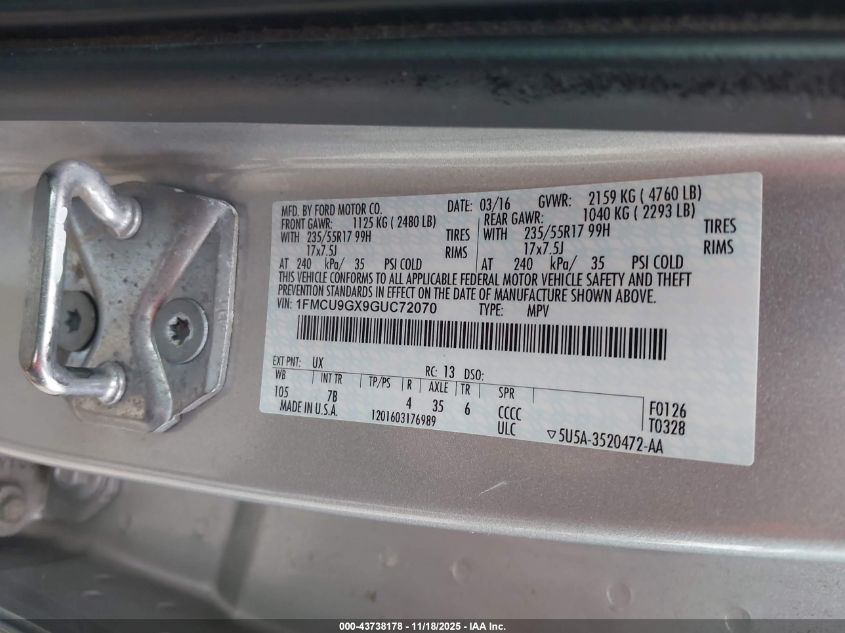 MFD. BY FORD MOTOR CO. DATE: 03/16 GVWR: 2159 KG ( 4760 LB)
FRONT GAWR: 1125 KG ( 2480 LB) REAR GAWR: 1040 KG ( 2293 LB)
WITH 235/55R17 99H TIRES WITH 235/55R17 99H TIRES
17x7.5J RIMS 17x7.5J RIMS
AT 240 kPa/ 35 PSI COLD AT 240 kPa/ 35 PSI COLD
THIS VEHICLE CONFORMS TO ALL APPLICABLE FEDERAL MOTOR VEHICLE SAFETY AND THEFT
PREVENTION STANDARDS IN EFFECT ON THE DATE OF MANUFACTURE SHOWN ABOVE.
VIN: 1FMCU9GX9GUC72070 TYPE: MPV
EXT PNT: UX RC: 13 DSO:
WB INT TR TP/PS R AXLE TR SPR
105 7B 4 35 6 CCCC F0126
MADE IN U.S.A. 1201603176989 ULC T0328
▽5U5A-3520472-AA
000-43738178 - 11/18/2025 - IAA Inc.